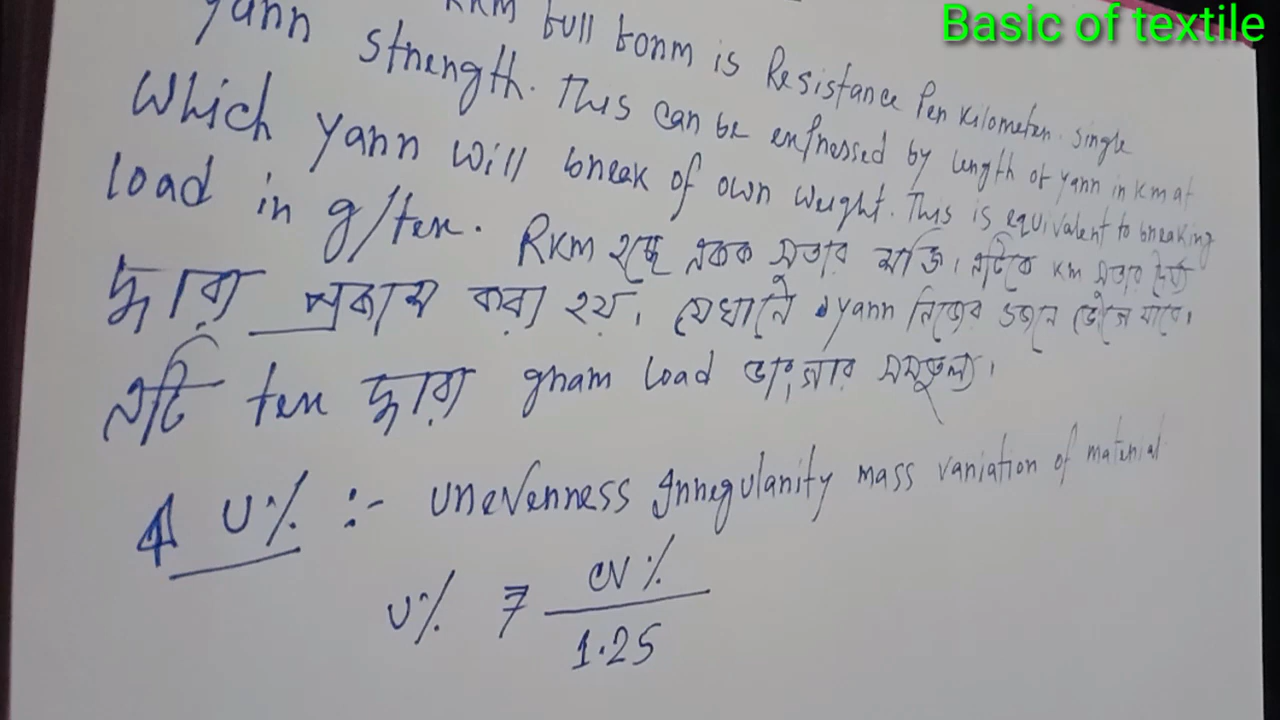 Basic of textile
RKM full form is Resistance Per Kilometer. single
yarn strength. This can be expressed by length of yarn in km at
which yarn will break of own weight. This is equivalent to breaking
load in g/tex. RKM হচ্ছে একক সুতার শক্তি। এটিকে KM সুতার দৈর্ঘ্য
দ্বারা প্রকাশ করা হয়। যেখানে yarn নিজের ওজনে ভেঙ্গে যাবে।
এটি tex দ্বারা gram load ভাংগার সমতুল্য।
4 U% :- Unevenness Irregularity mass variation of material
U% = CV%
1.25